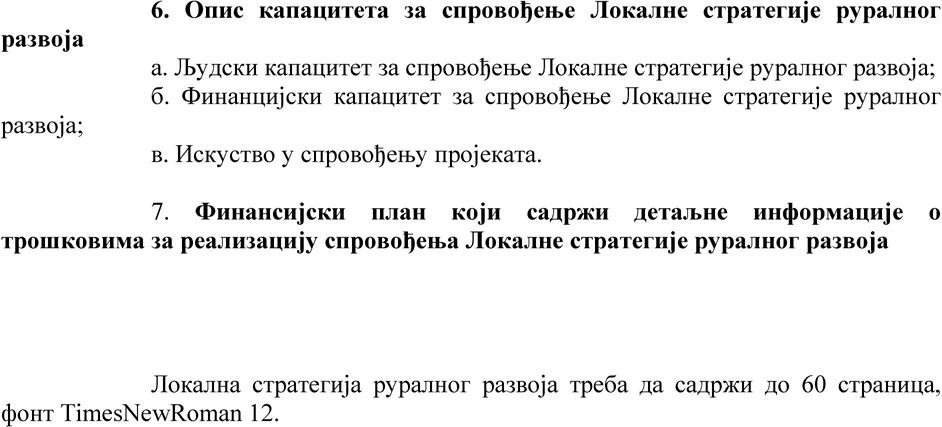 6. Опис капацитета за спровођење Локалне стратегије руралног
развоја
а. Људски капацитет за спровођење Локалне стратегије руралног развоја;
б. Финанцијски капацитет за спровођење Локалне стратегије руралног
развоја;
в. Искуство у спровођењу пројеката.
7. Финансијски план који садржи детаљне информације о
трошковима за реализацију спровођења Локалне стратегије руралног развоја
Локална стратегија руралног развоја треба да садржи до 60 страница,
фонт TimesNewRoman 12.